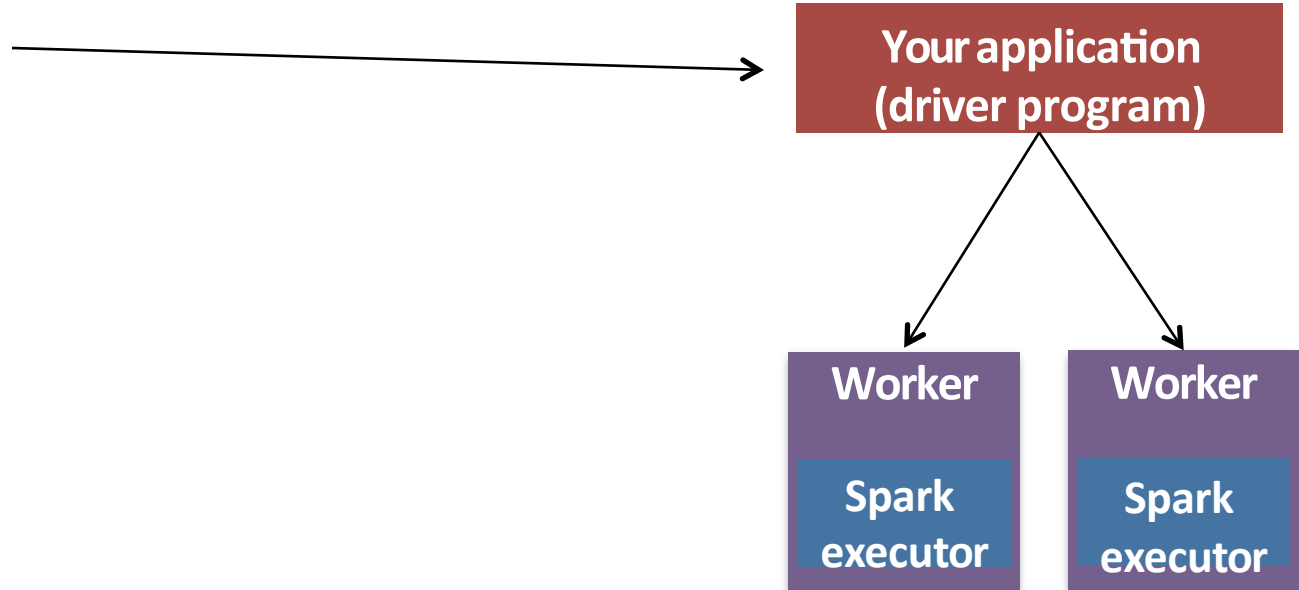 Your application
(driver program)
Worker
Spark
executor
Worker
Spark
executor